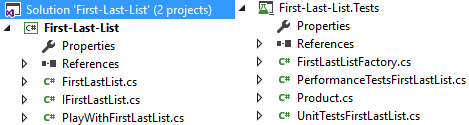 Solution 'First-Last-List' (2 projects)
C# First-Last-List
Properties
References
C# FirstLastList.cs
C# IFirstLastList.cs
C# PlayWithFirstLastList.cs
First-Last-List.Tests
Properties
References
C# FirstLastListFactory.cs
C# PerformanceTestsFirstLastList.cs
C# Product.cs
C# UnitTestsFirstLastList.cs